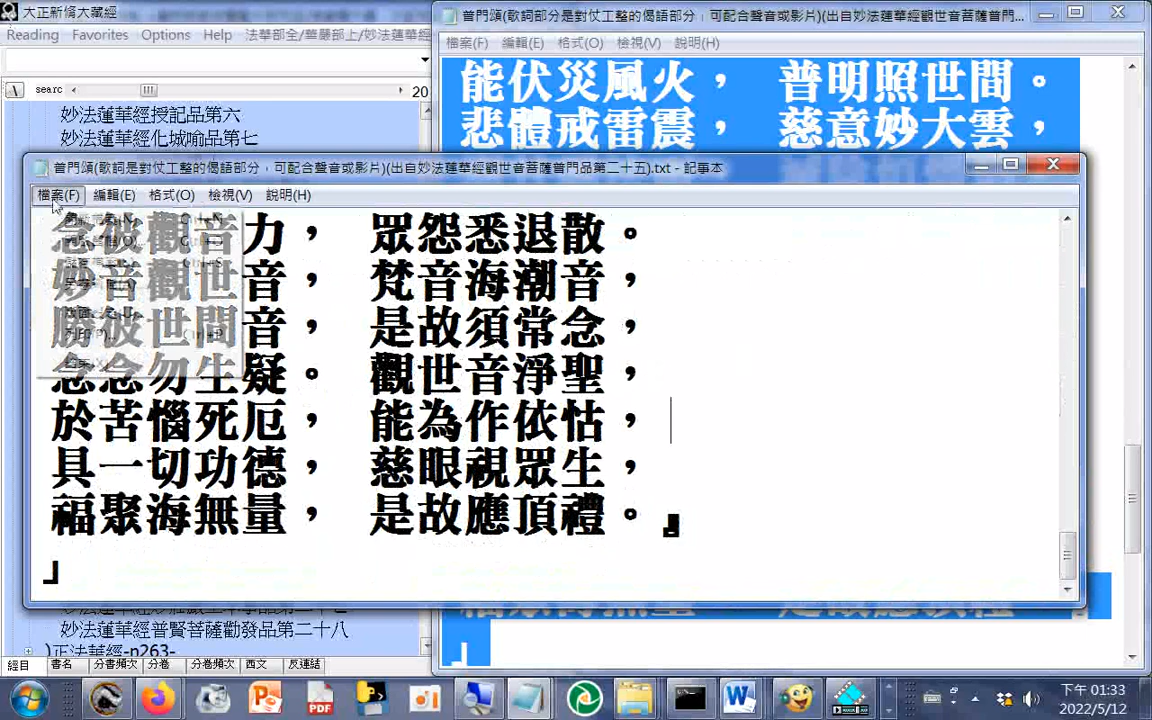 大正新脩大藏經
Reading Favorates Options Help 法華部全/華嚴部上/妙法蓮華經
searc 20
妙法蓮華經授記品第六
妙法蓮華經化城喻品第七
普門頌(歌詞部分是對仗工整的偈語部分，可配合聲音或影片)(出自妙法蓮華經觀世音菩薩普門...
檔案(F) 編輯(E) 格式(O) 檢視(V) 說明(H)
能伏災風火， 普明照世間。
悲體戒雷震， 慈意妙大雲，
普門頌(歌詞是對仗工整的偈語部分，可配合聲音或影片)(出自妙法蓮華經觀世音菩薩普門品第二十五).txt - 記事本
檔案(F) 編輯(E) 格式(O) 檢視(V) 說明(H)
念彼觀音力， 眾怨悉退散。
妙音觀世音， 梵音海潮音，
勝彼世間音， 是故須常念，
念念勿生疑。 觀世音淨聖，
於苦惱死厄， 能為作依怙，
具一切功德， 慈眼視眾生，
福聚海無量， 是故應頂禮。』
」
妙法蓮華經普賢菩薩勸發品第二十八
)正法華經-n263-
經目 書名 分書頻次 分卷 分卷頻次 西文 反連結
」
下午 01:33
2022/5/12